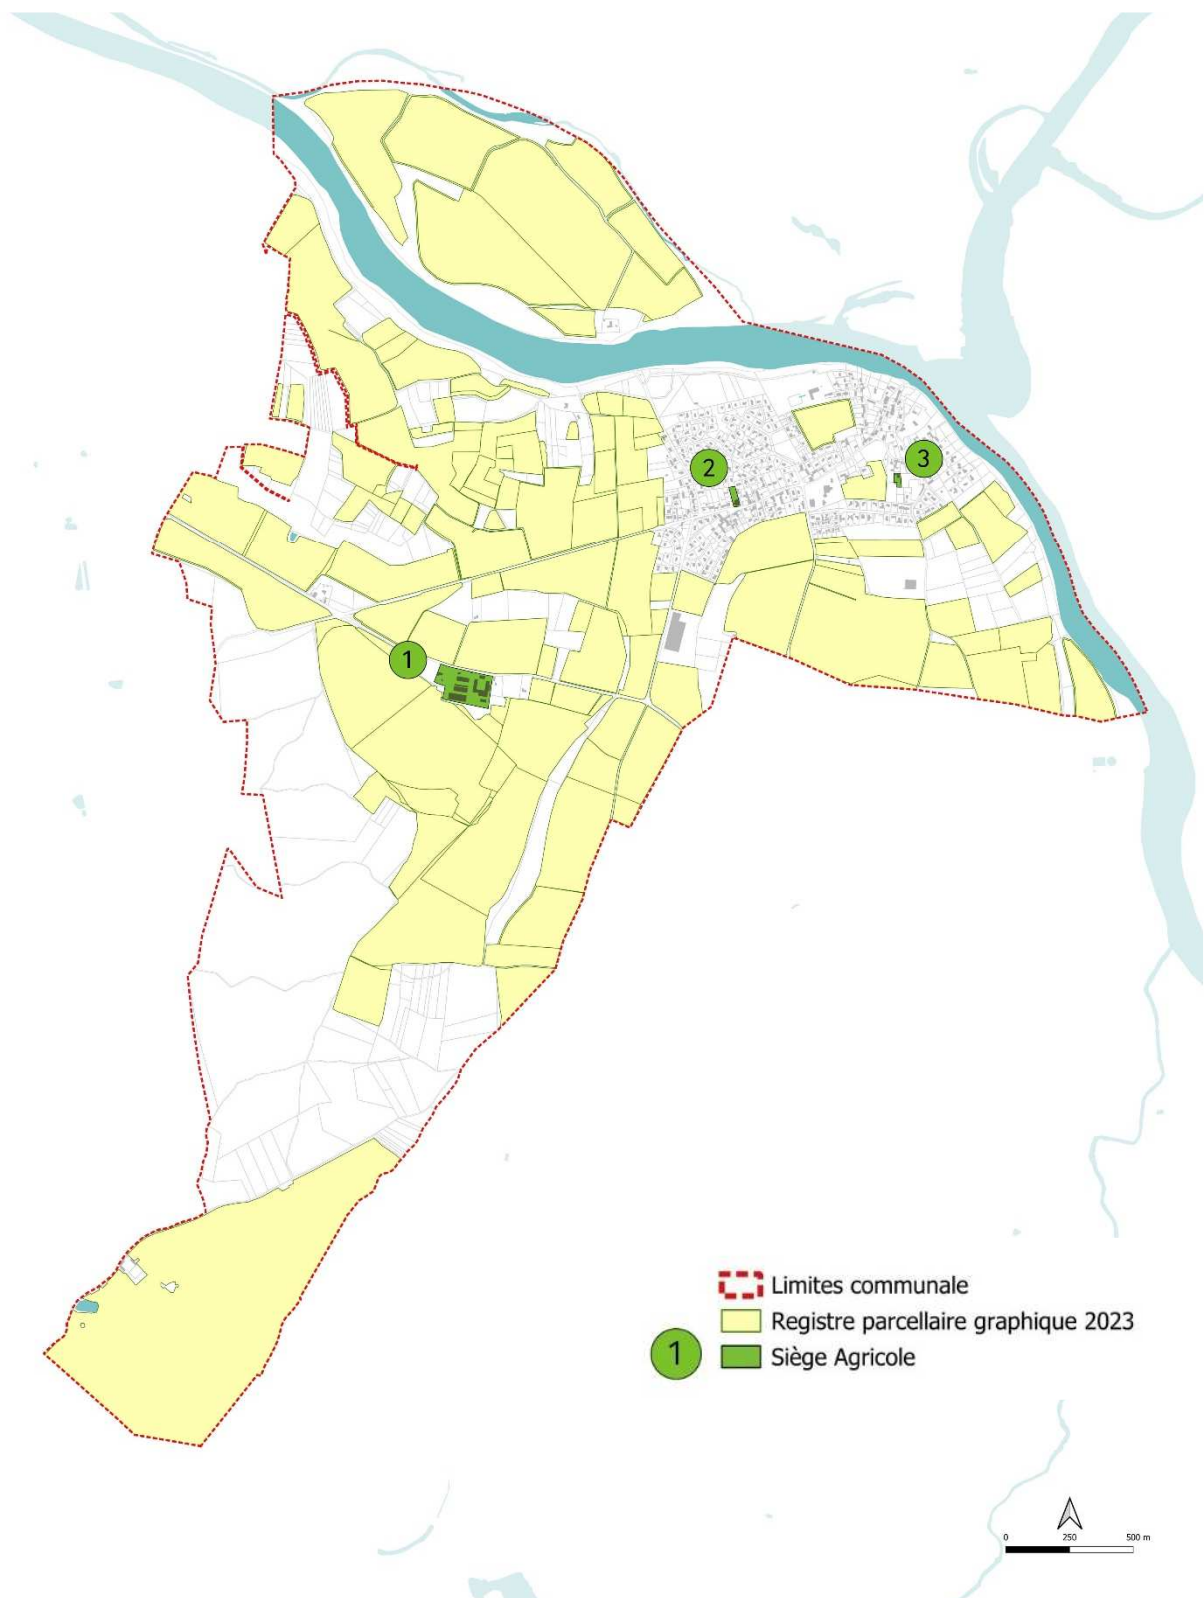 2
3
1
Limites communale
Registre parcellaire graphique 2023
1 Siège Agricole
0 250 500 m